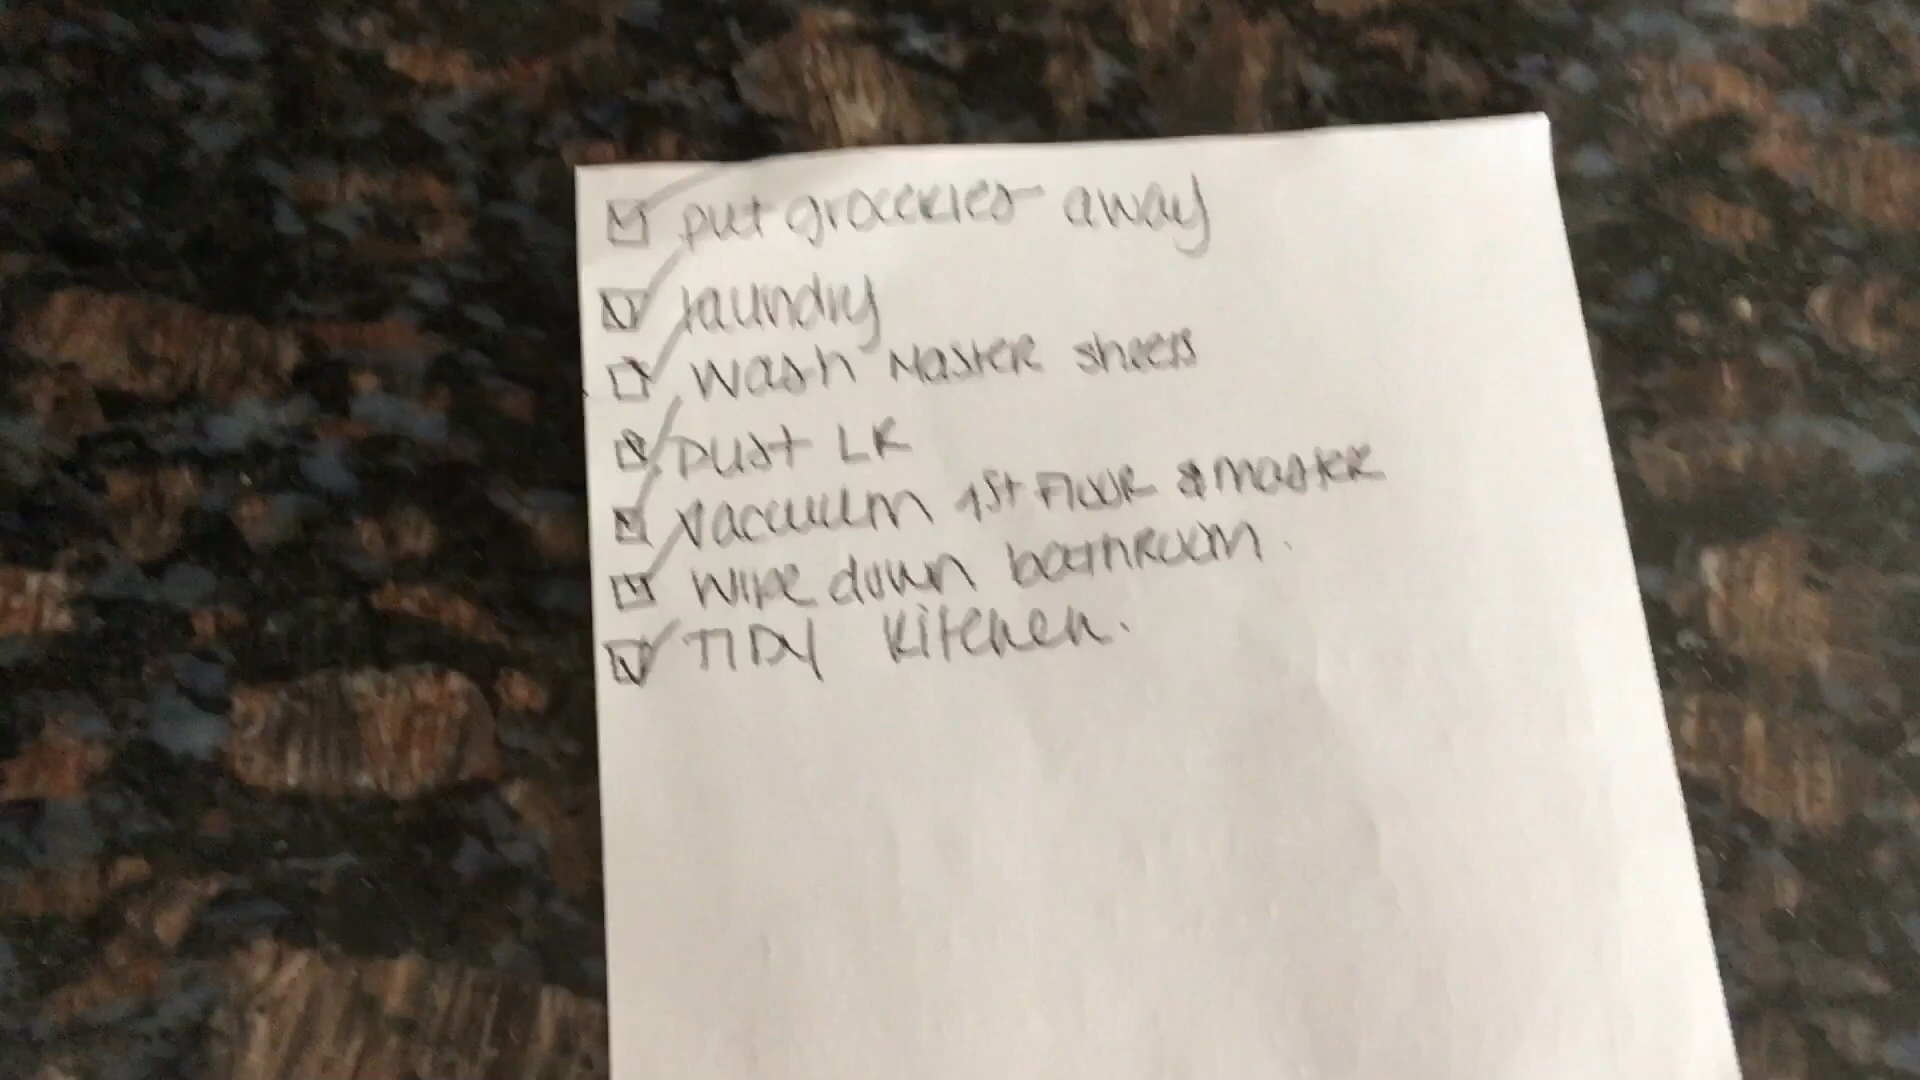 put groceries away
laundry
wash Master sheets
DUST LR
Vacuum 1st FLOOR & master
WIPE down bathroom.
TIDY kitchen.